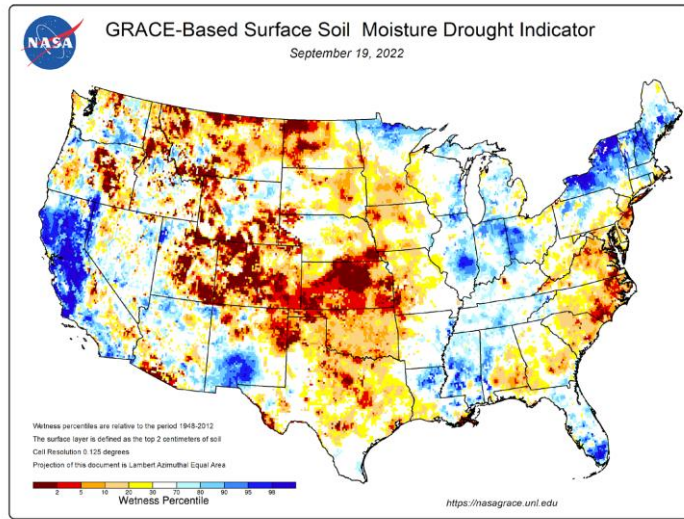 NASA
GRACE-Based Surface Soil Moisture Drought Indicator
September 19, 2022
Wetness percentiles are relative to the period 1948-2012
The surface layer is defined as the top 2 centimeters of soil
Cell Resolution 0.125 degrees
Projection of this document is Lambert Azimuthal Equal Area
2 5 10 20 30 70 80 90 95 98
Wetness Percentile
https://nasagrace.unl.edu